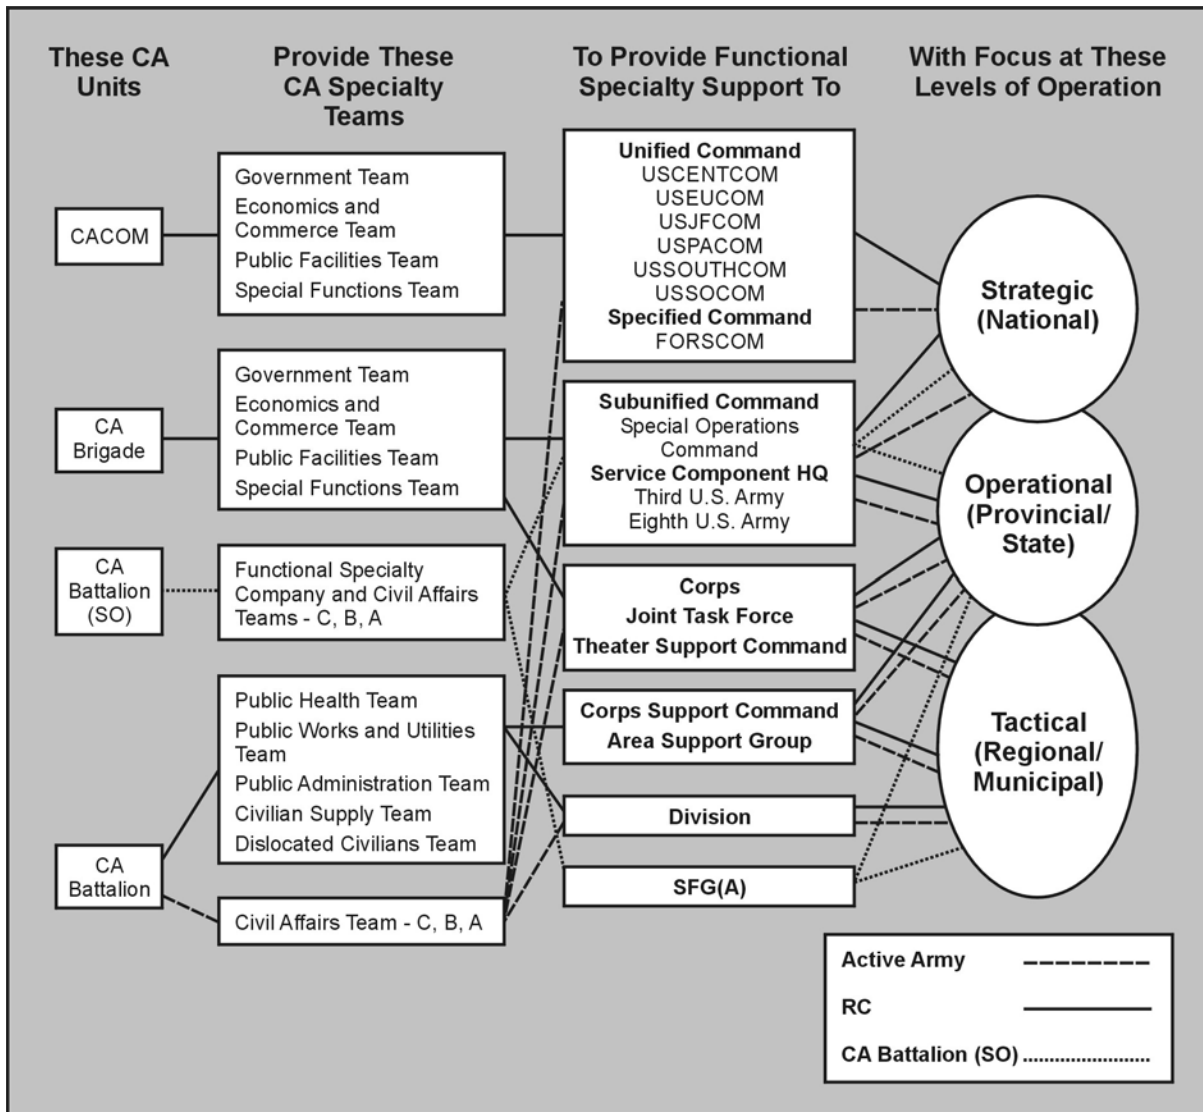 These CA
Units
Provide These
CA Specialty
Teams
To Provide Functional
Specialty Support To
With Focus at These
Levels of Operation
CACOM
Government Team
Economics and
Commerce Team
Public Facilities Team
Special Functions Team
Unified Command
USCENTCOM
USEUCOM
USJFCOM
USPACOM
USSOUTHCOM
USSOCOM
Specified Command
FORSCOM
Strategic
(National)
CA
Brigade
Government Team
Economics and
Commerce Team
Public Facilities Team
Special Functions Team
Subunified Command
Special Operations
Command
Service Component HQ
Third U.S. Army
Eighth U.S. Army
Operational
(Provincial/
State)
CA
Battalion
(SO)
Functional Specialty
Company and Civil Affairs
Teams - C, B, A
Corps
Joint Task Force
Theater Support Command
CA
Battalion
Public Health Team
Public Works and Utilities
Team
Public Administration Team
Civilian Supply Team
Dislocated Civilians Team
Civil Affairs Team - C, B, A
Corps Support Command
Area Support Group
Division
SFG(A)
Tactical
(Regional/
Municipal)
Active Army
RC
CA Battalion (SO)